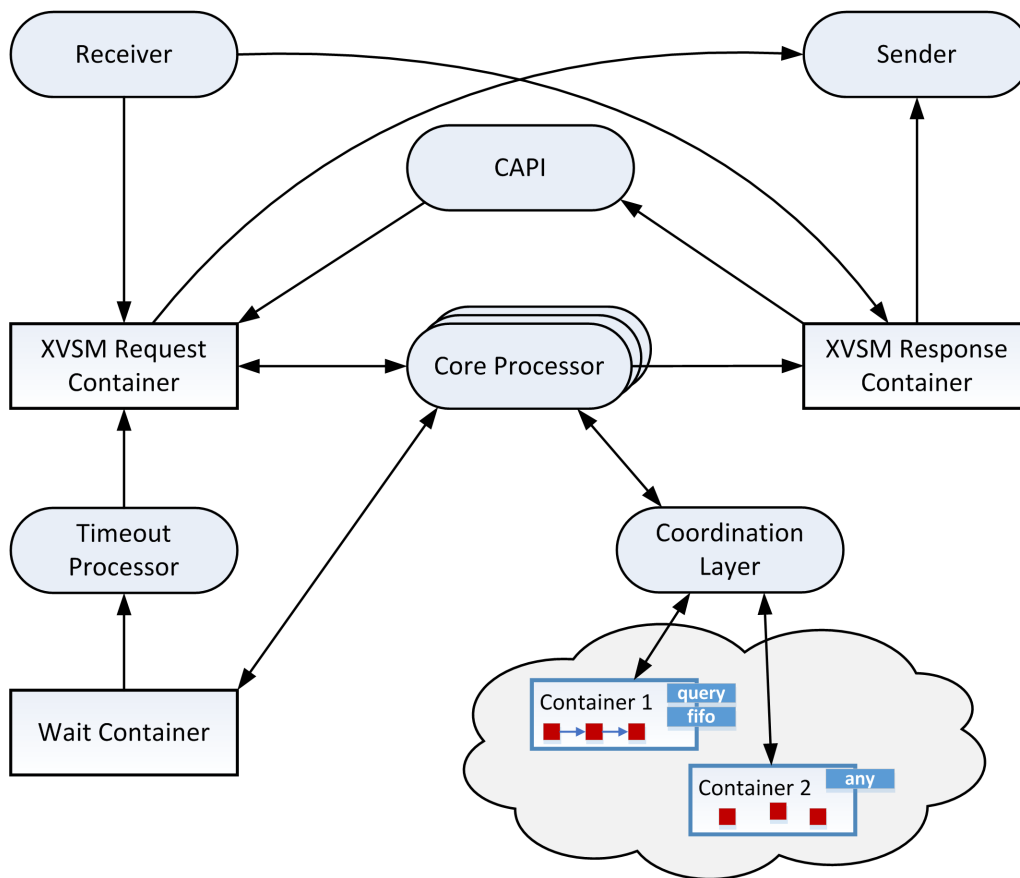 Receiver
Sender
CAPI
XVSM Request
Container
Core Processor
XVSM Response
Container
Timeout
Processor
Coordination
Layer
Wait Container
Container 1
query
fifo
Container 2
any